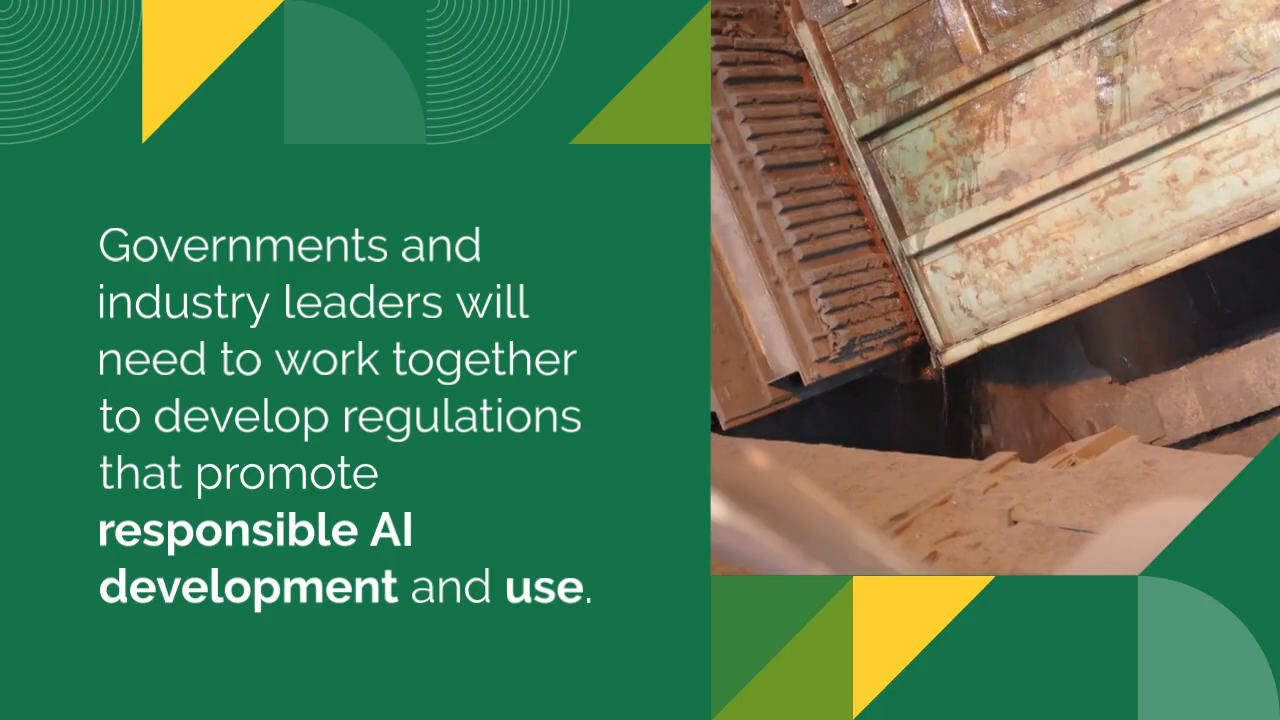 Governments and
industry leaders will
need to work together
to develop regulations
that promote
responsible AI
development and use.